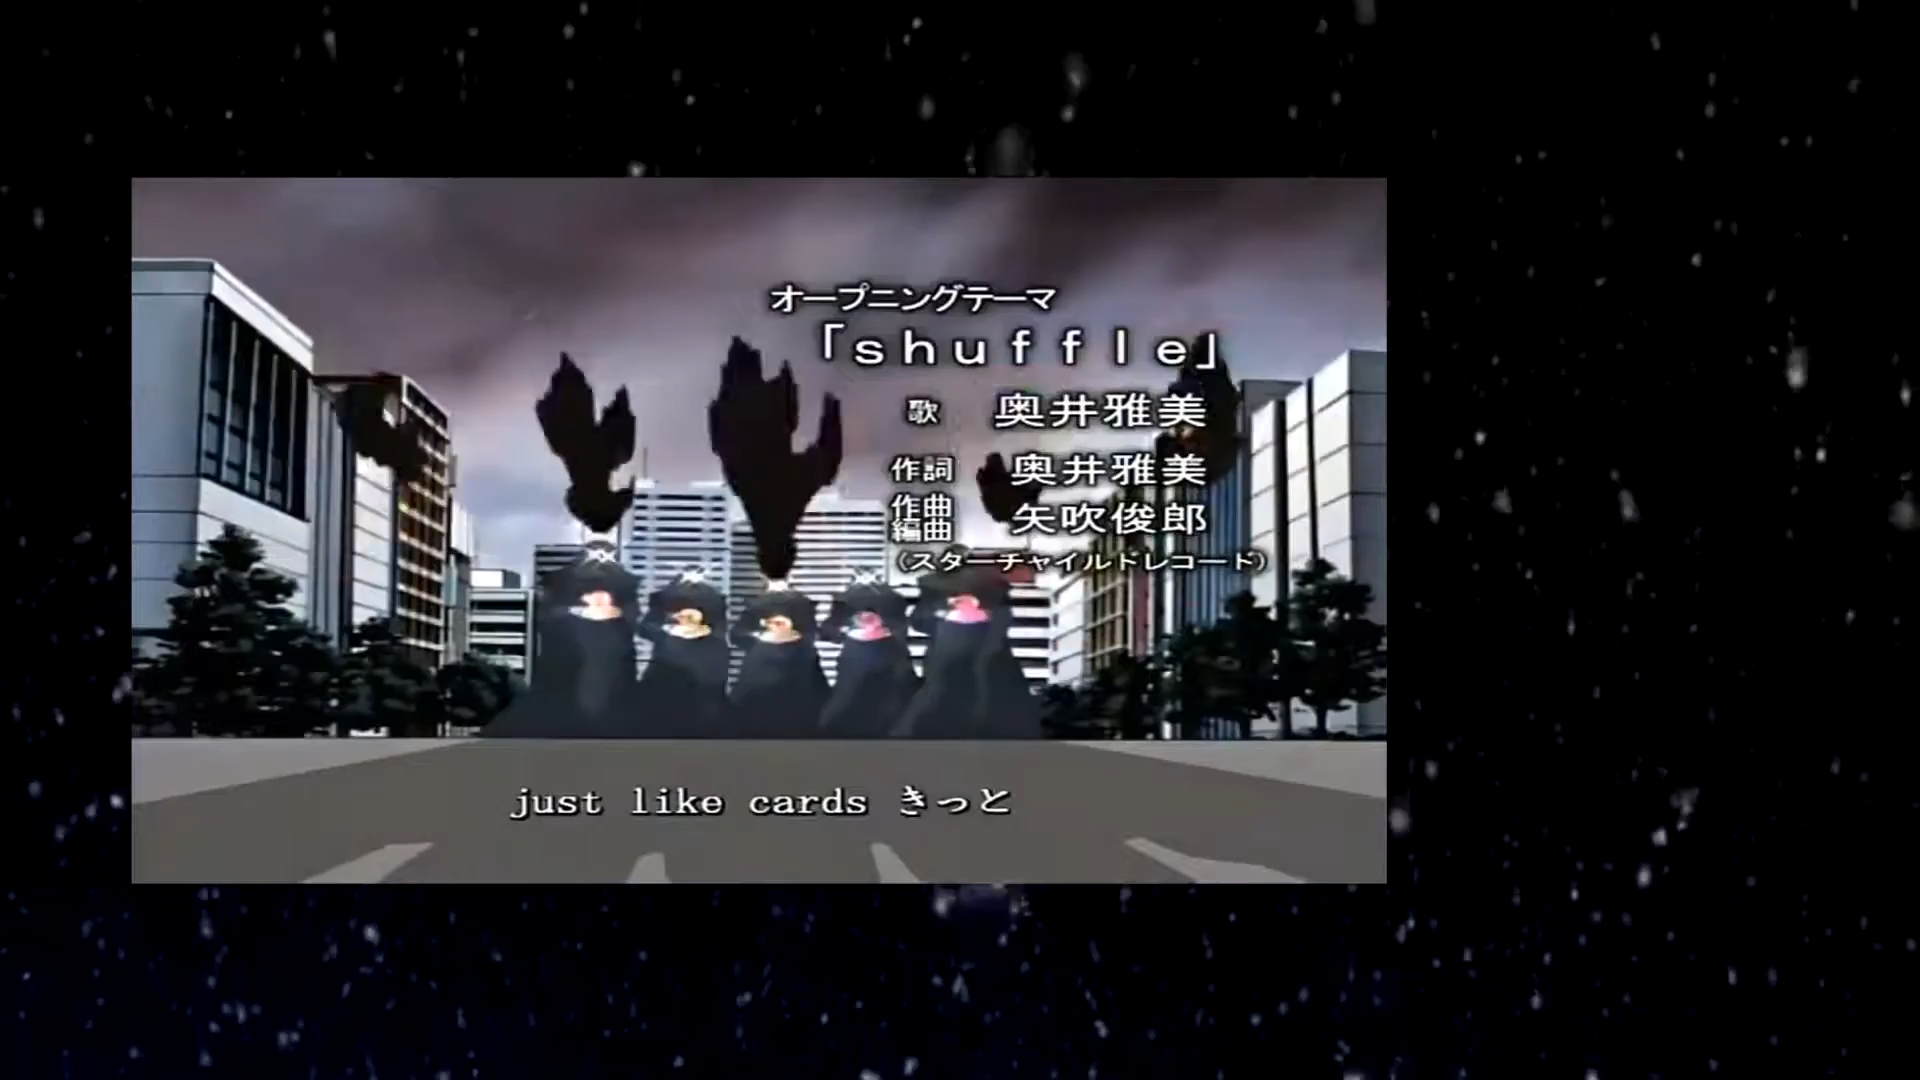 オープニングテーマ
「shuffle」
歌 奥井雅美
作詞 奥井雅美
作曲
編曲 矢吹俊郎
(スターチャイルドレコード)
just like cards きっと